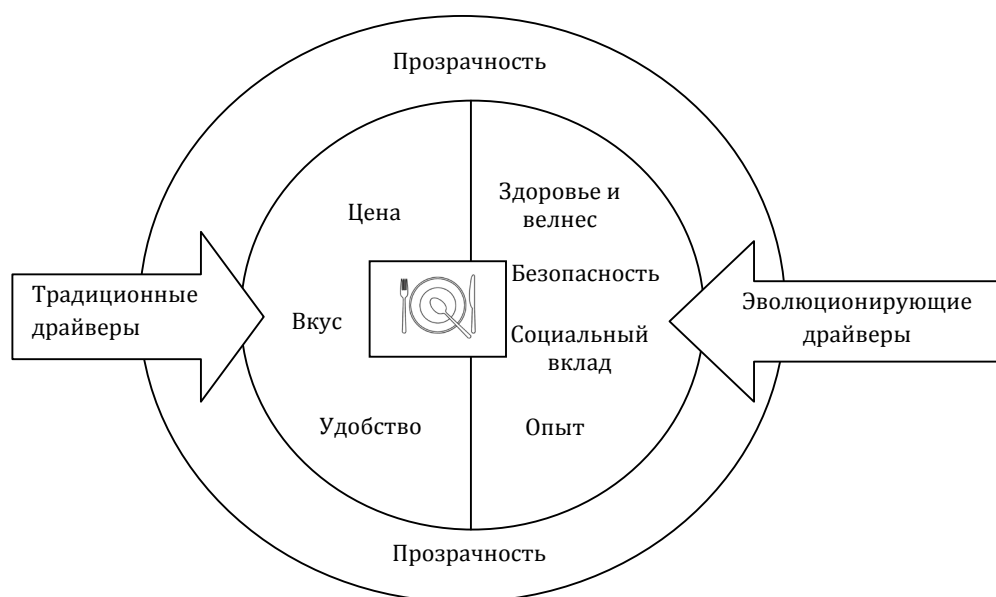 Прозрачность
Традиционные
драйверы
Цена
Вкус
Удобство
Здоровье и
велнес
Безопасность
Социальный
вклад
Опыт
Эволюционирующие
драйверы
Прозрачность